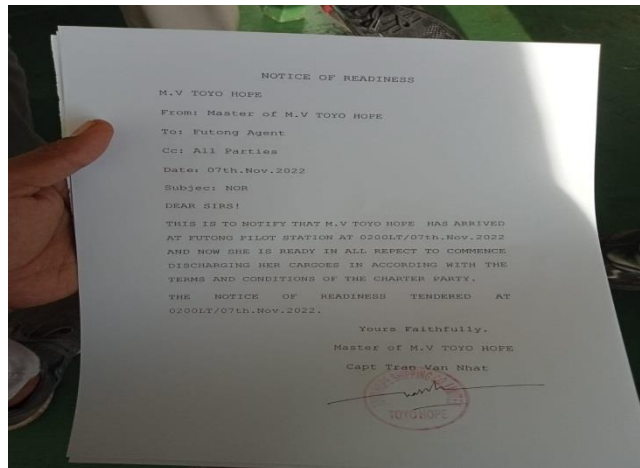 NOTICE OF READINESS
M.V TOYO HOPE
From: Master of M.V TOYO HOPE
To: Futong Agent
Cc: All Parties
Date: 07th.Nov.2022
Subjec: NOR
DEAR SIRS!
THIS IS TO NOTIFY THAT M.V TOYO HOPE HAS ARRIVED
AT FUTONG PILOT STATION AT 0200LT/07th.Nov.2022
AND NOW SHE IS READY IN ALL REPECT TO COMMENCE
DISCHARGING HER CARGOES IN ACCORDING WITH THE
TERMS AND CONDITIONS OF THE CHARTER PARTY.
THE NOTICE OF READINESS TENDERED AT
0200LT/07th.Nov.2022.
Yours Faithfully.
Master of M.V TOYO HOPE
Capt Tran Van Nhat
SHIPPING
TOYO HOPE